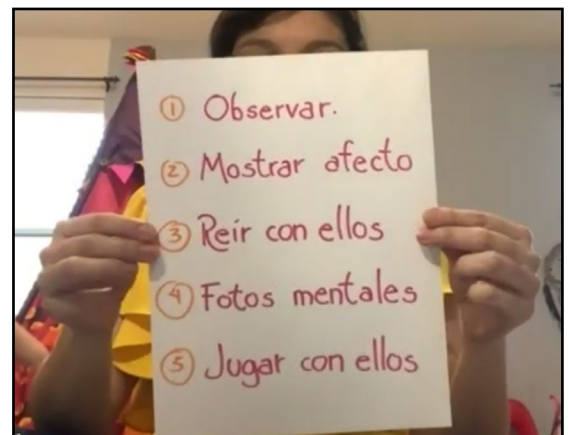 ① Observar.
② Mostrar afecto
③ Reír con ellos
④ Fotos mentales
⑤ Jugar con ellos